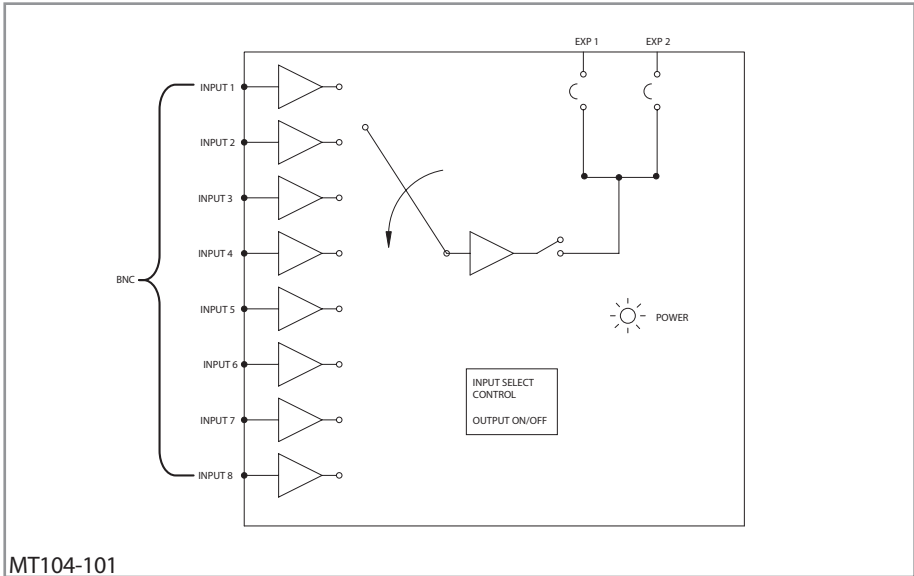 EXP 1
EXP 2
INPUT 1
INPUT 2
INPUT 3
INPUT 4
BNC
INPUT 5
POWER
INPUT 6
INPUT SELECT
CONTROL
OUTPUT ON/OFF
INPUT 7
INPUT 8
MT104-101